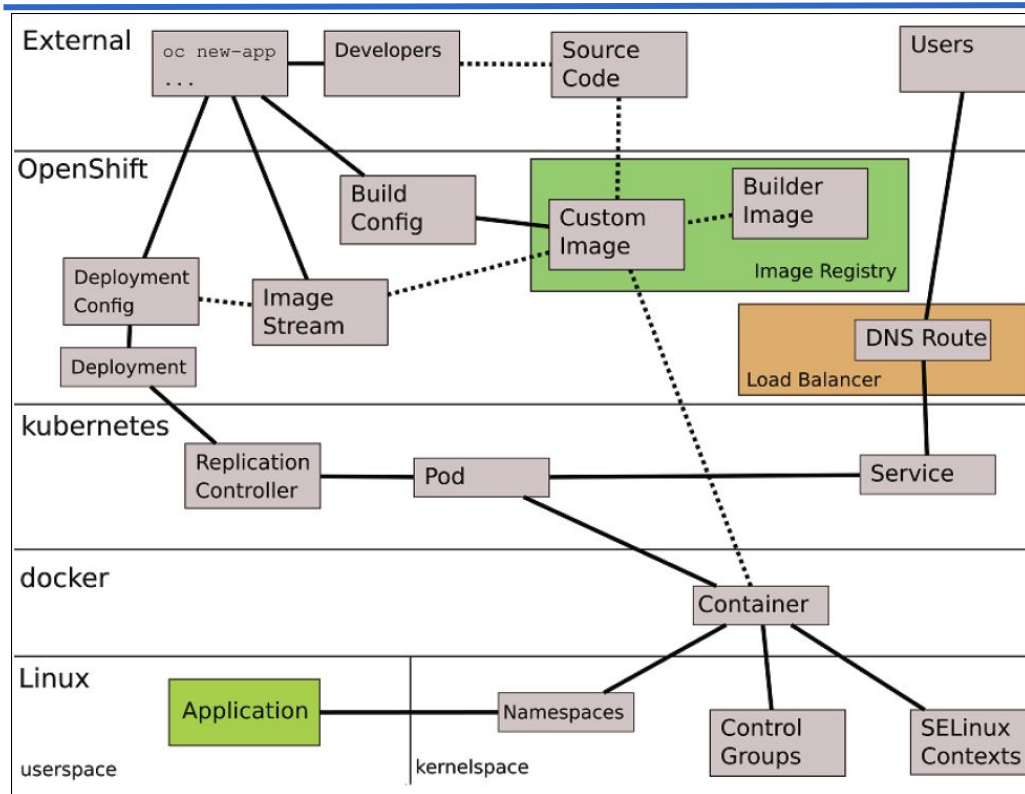 External
oc new-app
...
Developers
Source
Code
Users
OpenShift
Build
Config
Custom
Image
Builder
Image
Image Registry
Deployment
Config
Image
Stream
DNS Route
Load Balancer
Deployment
kubernetes
Replication
Controller
Pod
Service
docker
Container
Linux
Application
Namespaces
Control
Groups
SELinux
Contexts
userspace
kernelspace